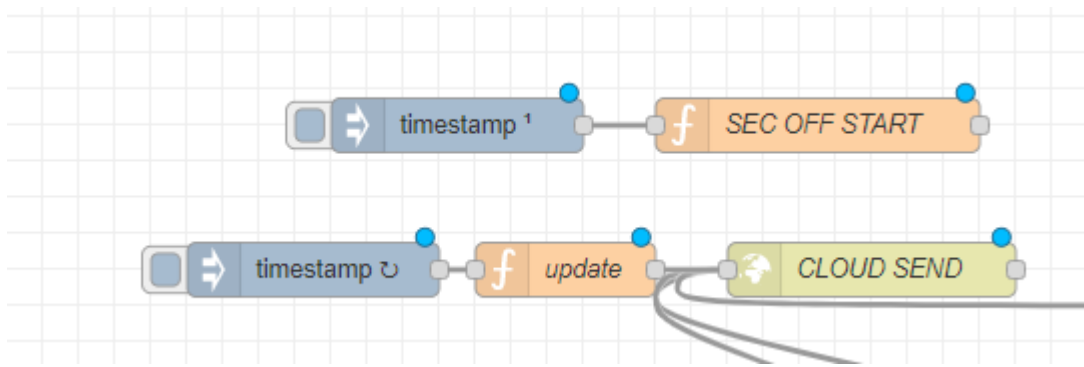 timestamp ¹ SEC OFF START
timestamp ↻ update CLOUD SEND